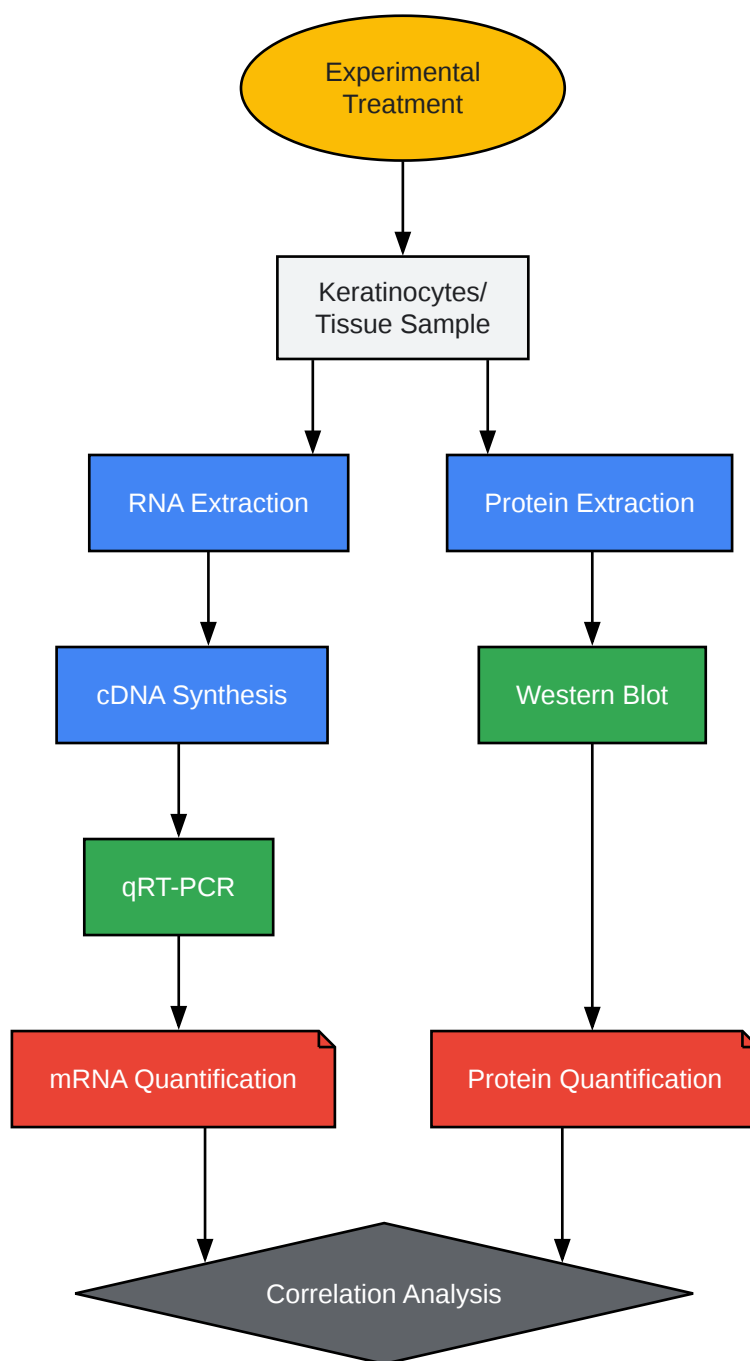 Experimental
Treatment
Keratinocytes/
Tissue Sample
RNA Extraction
Protein Extraction
cDNA Synthesis
Western Blot
qRT-PCR
mRNA Quantification
Protein Quantification
Correlation Analysis